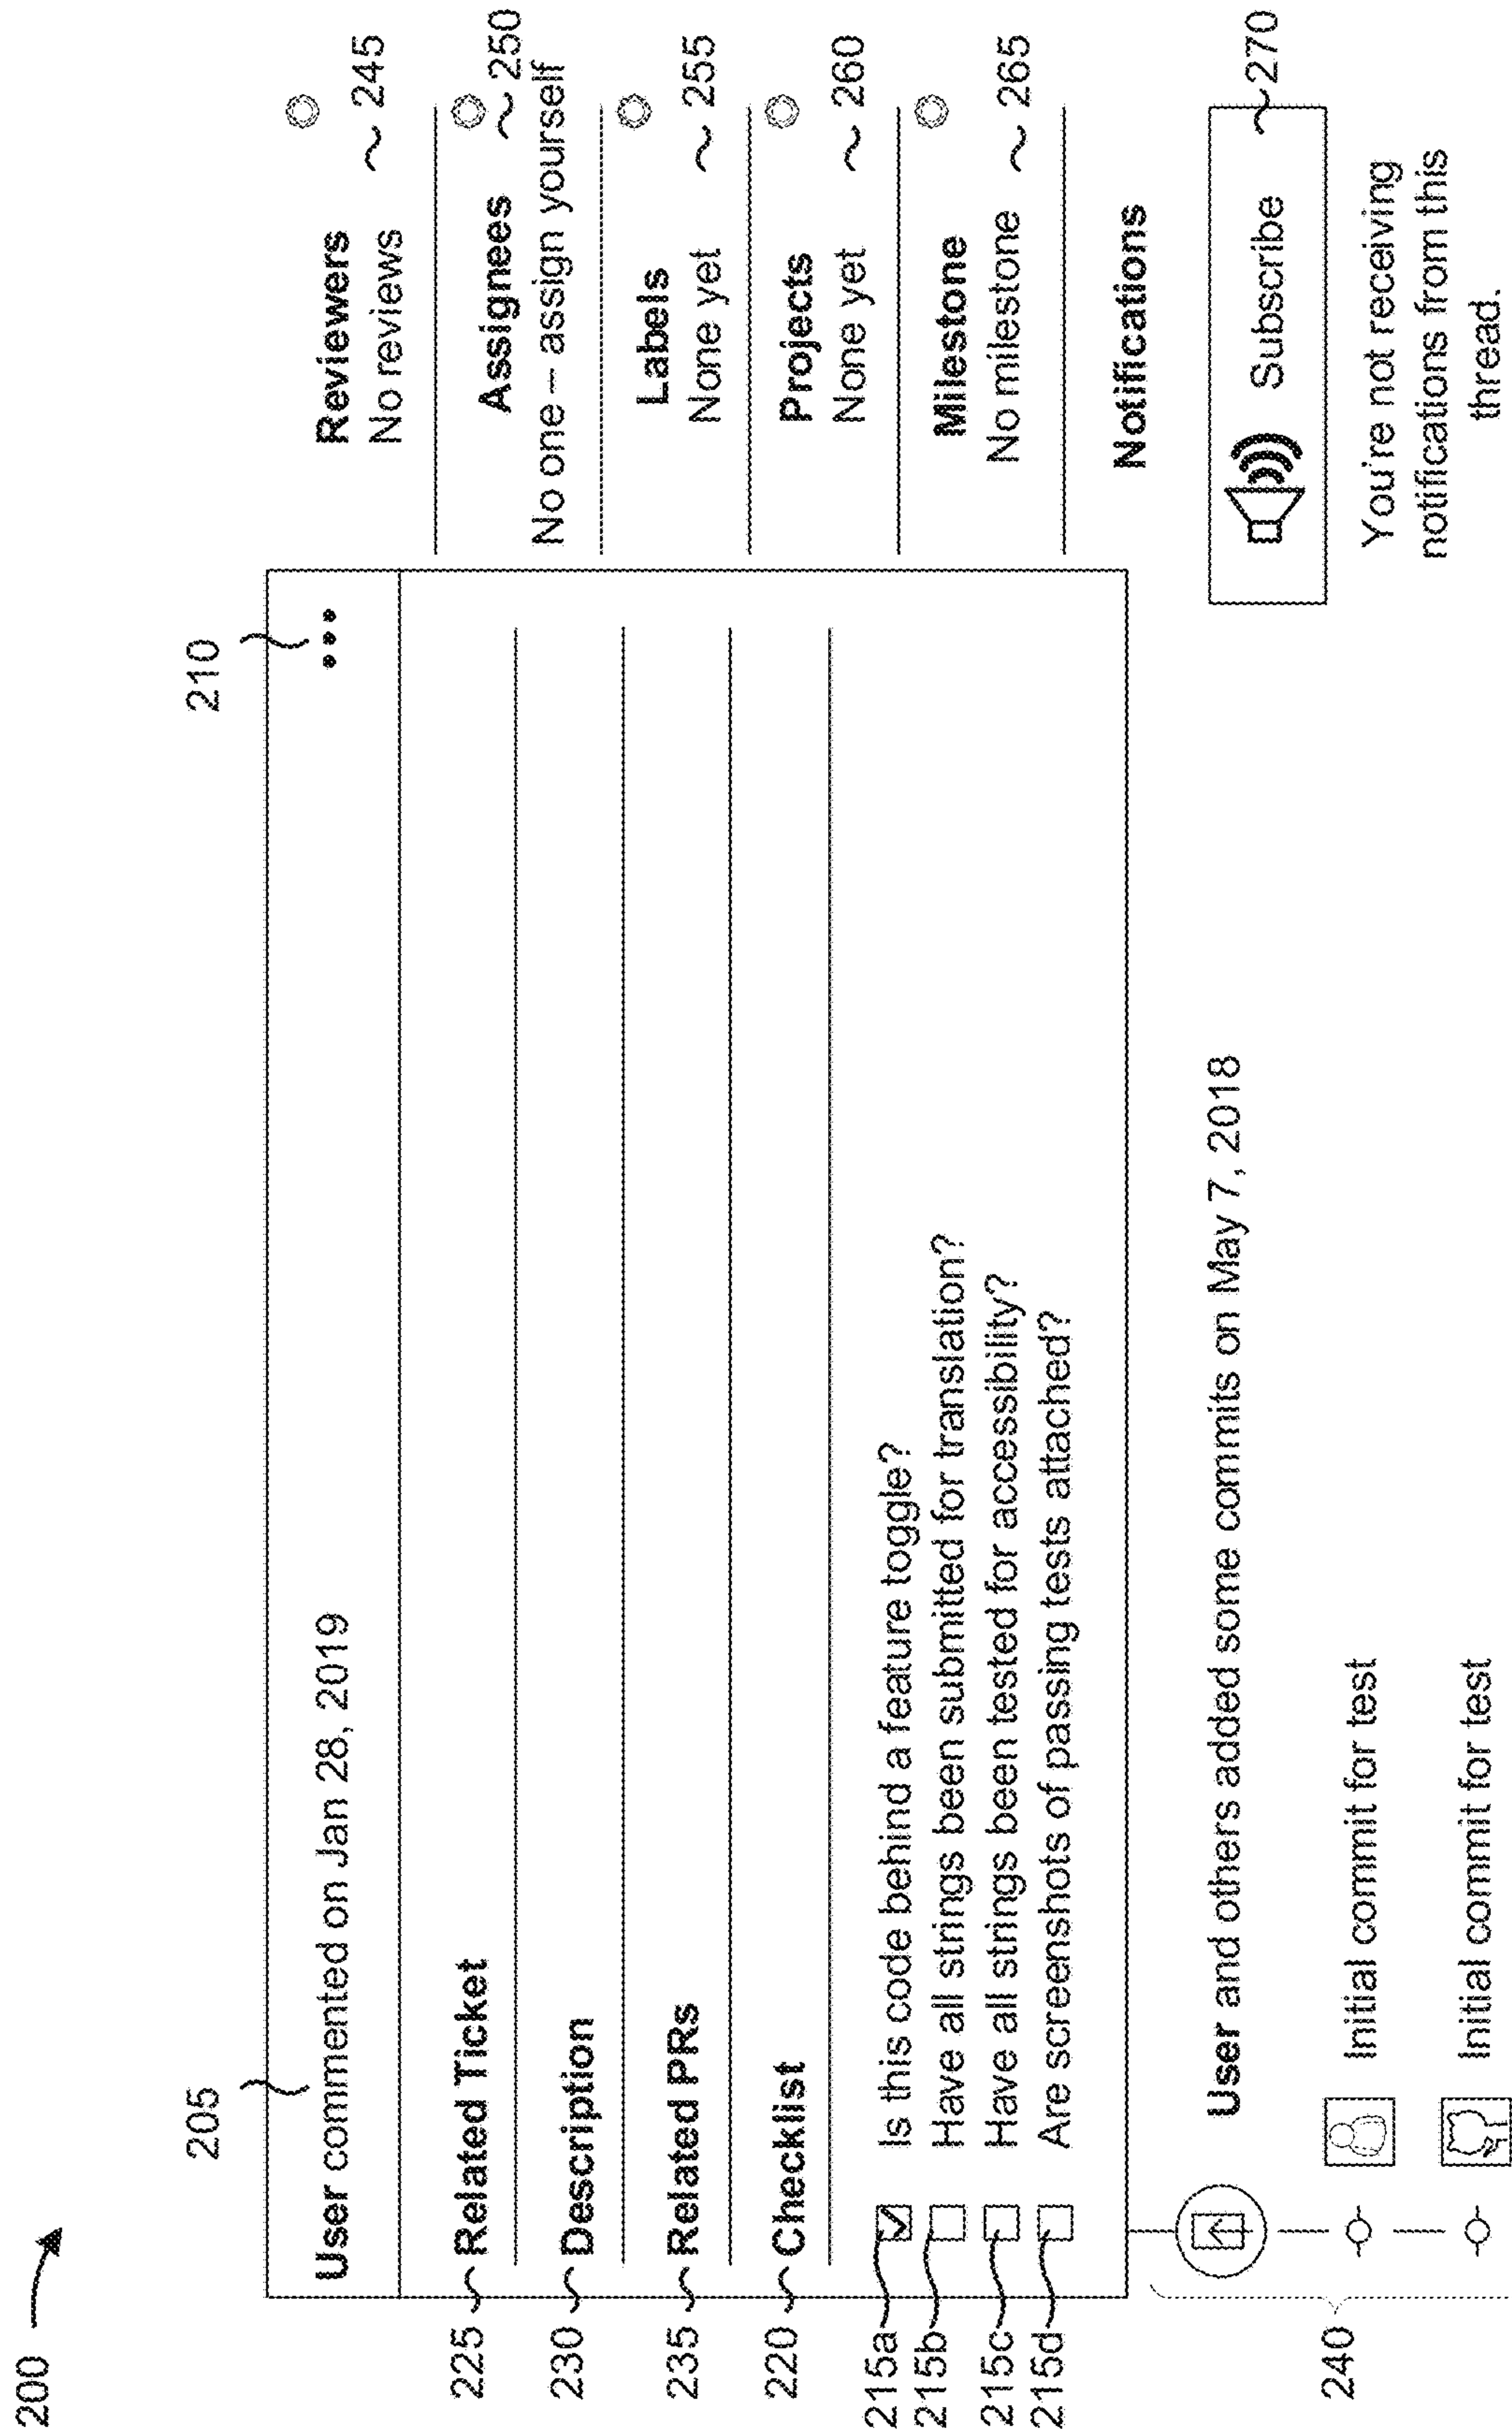 200
205
210
User commented on Jan 28, 2019
•••
225
Related Ticket
230
Description
235
Related PRs
220
Checklist
215a
Is this code behind a feature toggle?
215b
Have all strings been submitted for translation?
215c
Have all strings been tested for accessibility?
215d
Are screenshots of passing tests attached?
240
User and others added some commits on May 7, 2018
Initial commit for test
Initial commit for test
Reviewers
No reviews
245
Assignees
250
No one – assign yourself
Labels
None yet
255
Projects
None yet
260
Milestone
No milestone
265
Notifications
Subscribe
270
You're not receiving
notifications from this
thread.